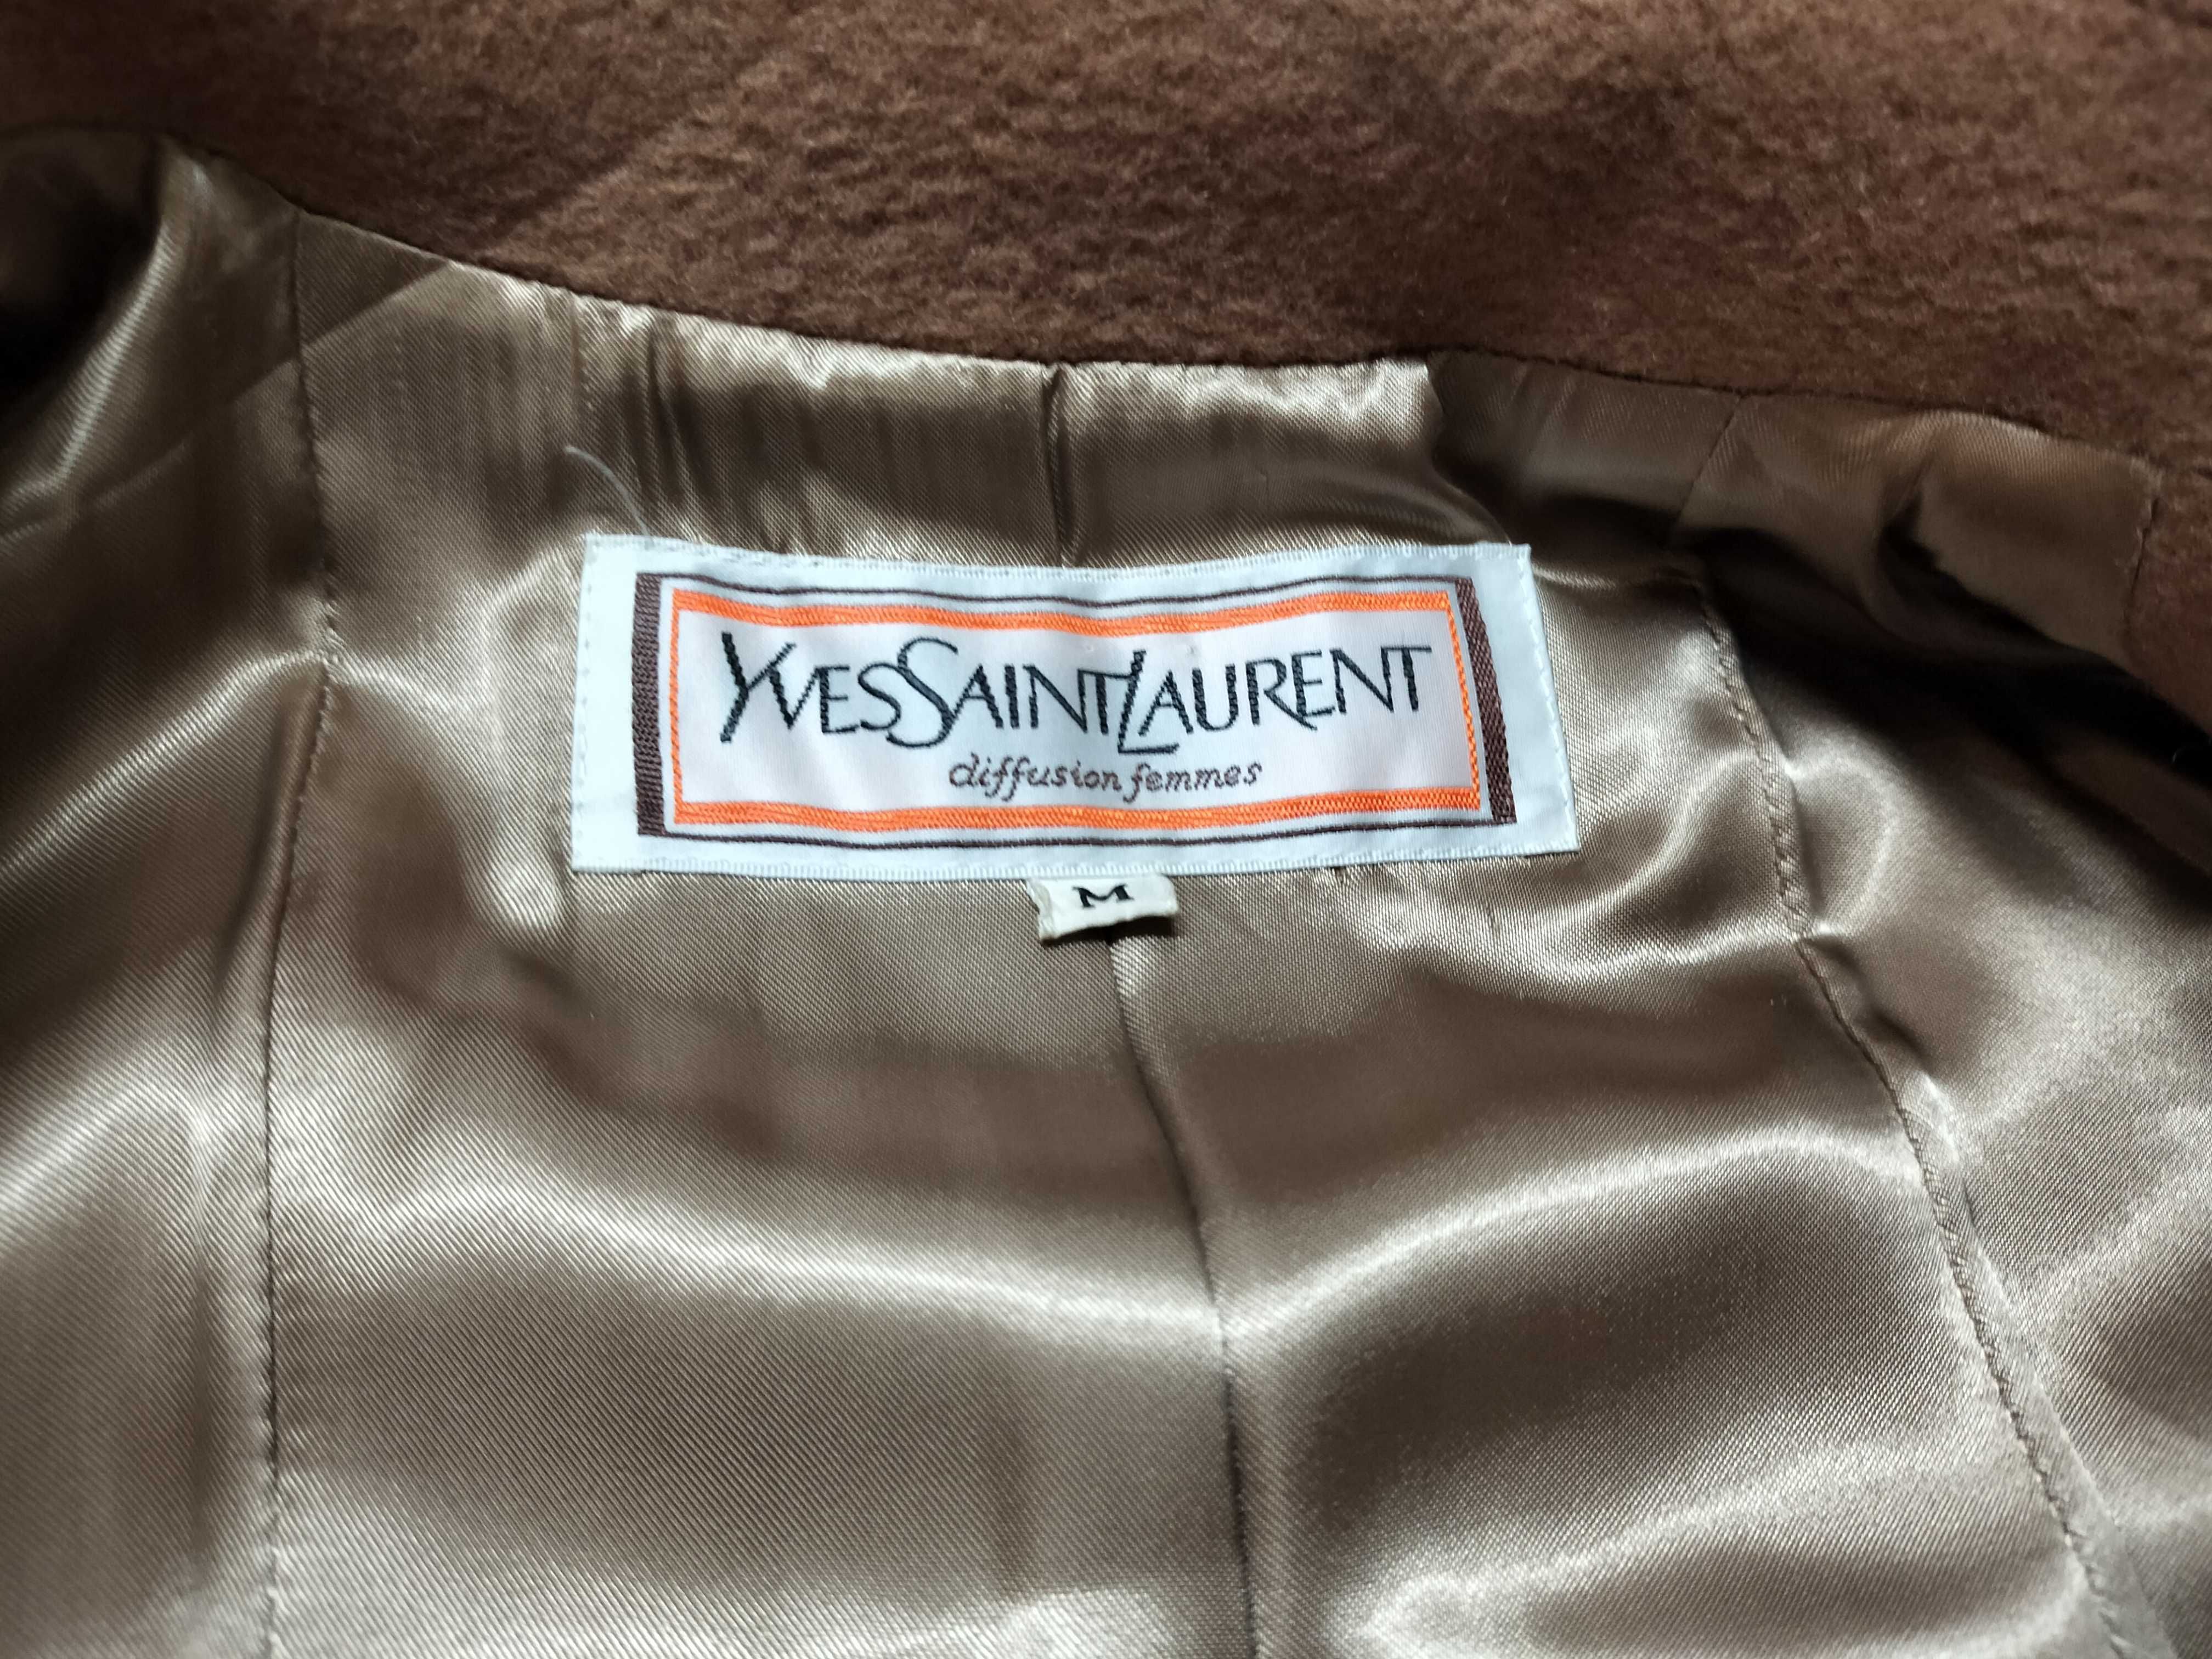 YVESSAINTLAURENT
diffusion femmes
M